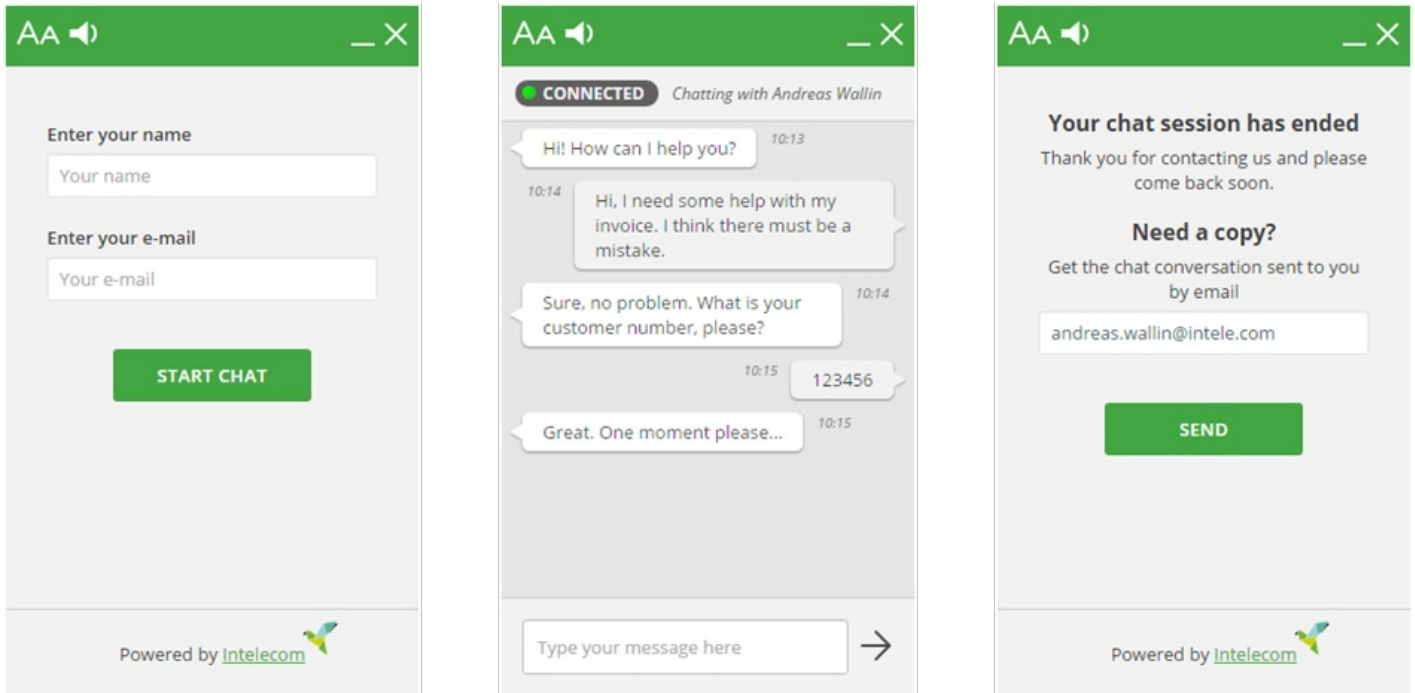 AA
Enter your name
Your name
Enter your e-mail
Your e-mail
START CHAT
Powered by Intelecom
AA
CONNECTED Chatting with Andreas Wallin
Hi! How can I help you? 10:13
10:14 Hi, I need some help with my
invoice. I think there must be a
mistake.
Sure, no problem. What is your 10:14
customer number, please?
10:15 123456
Great. One moment please... 10:15
Type your message here
AA
Your chat session has ended
Thank you for contacting us and please
come back soon.
Need a copy?
Get the chat conversation sent to you
by email
andreas.wallin@intele.com
SEND
Powered by Intelecom